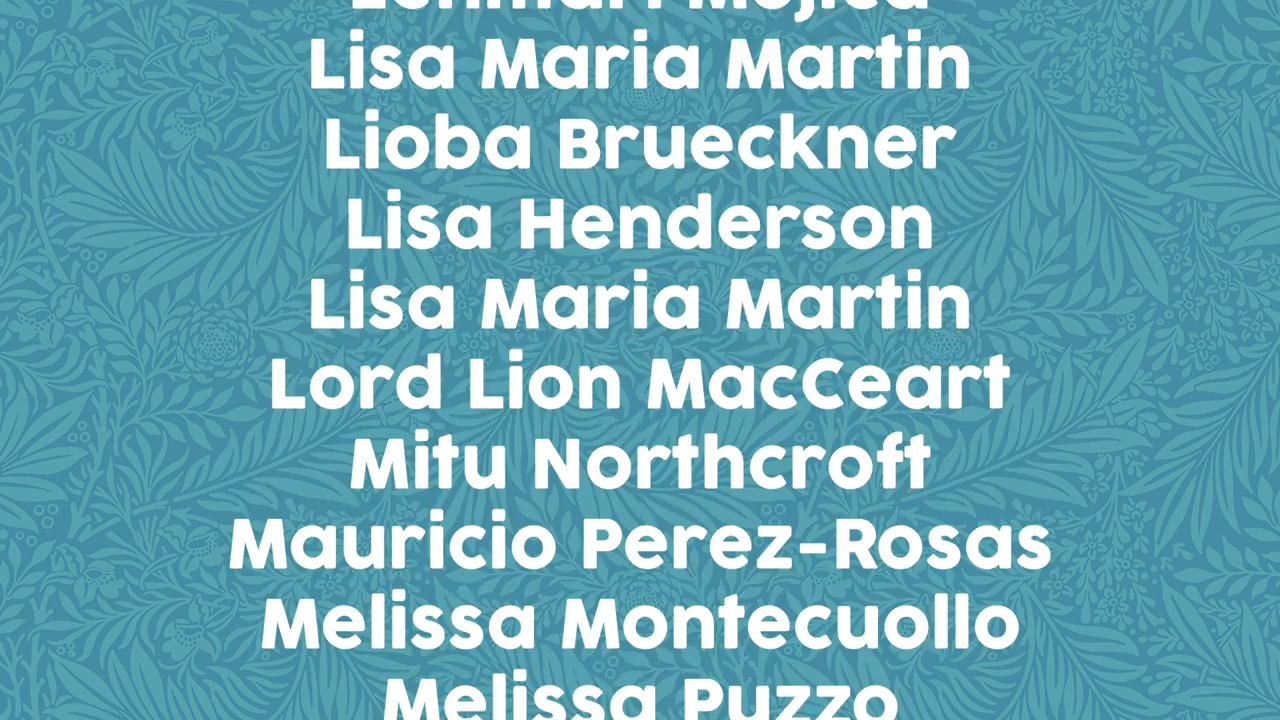 Mojica
Lisa Maria Martin
Lioba Brueckner
Lisa Henderson
Lisa Maria Martin
Lord Lion MacCeart
Mitu Northcroft
Mauricio Perez-Rosas
Melissa Montecuollo
Melissa Puzzo